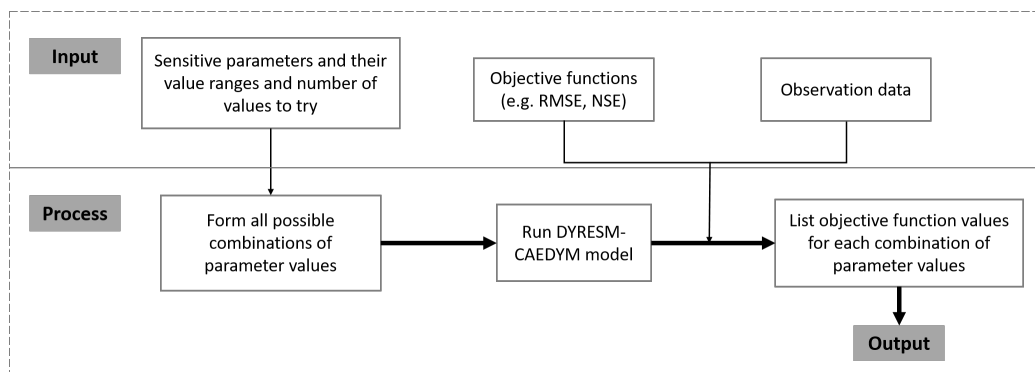 Input
Sensitive parameters and their
value ranges and number of
values to try
Objective functions
(e.g. RMSE, NSE)
Observation data
Process
Form all possible
combinations of
parameter values
Run DYRESM-
CAEDYM model
List objective function values
for each combination of
parameter values
Output